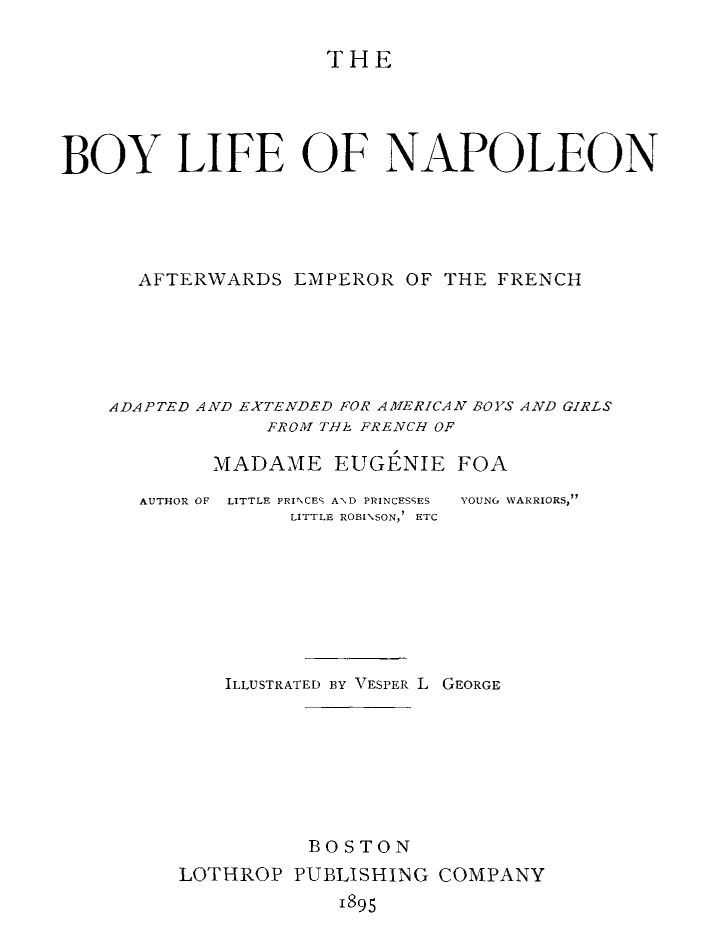 THE
BOY LIFE OF NAPOLEON
AFTERWARDS EMPEROR OF THE FRENCH
ADAPTED AND EXTENDED FOR AMERICAN BOYS AND GIRLS
FROM THE FRENCH OF
MADAME EUGÉNIE FOA
AUTHOR OF LITTLE PRINCES AND PRINCESSES YOUNG WARRIORS,"
LITTLE ROBINSON,' ETC
ILLUSTRATED BY VESPER L GEORGE
BOSTON
LOTHROP PUBLISHING COMPANY
1895